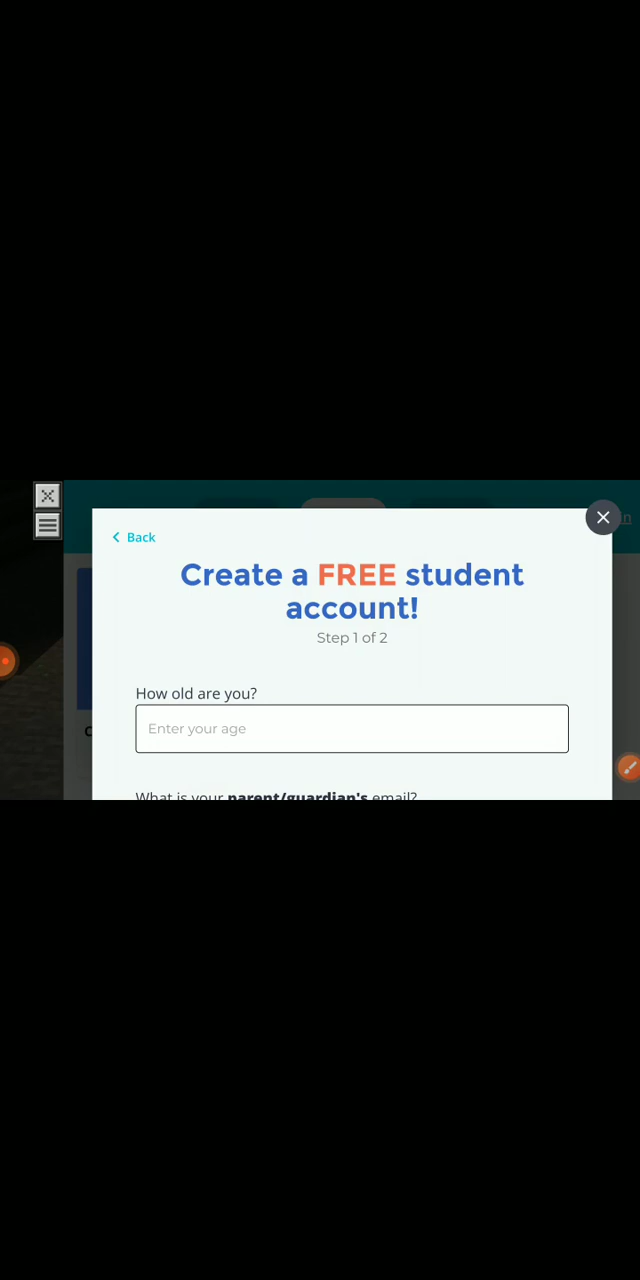 Back
Create a FREE student
account!
Step 1 of 2
How old are you?
Enter your age
What is your parent/guardian's email?